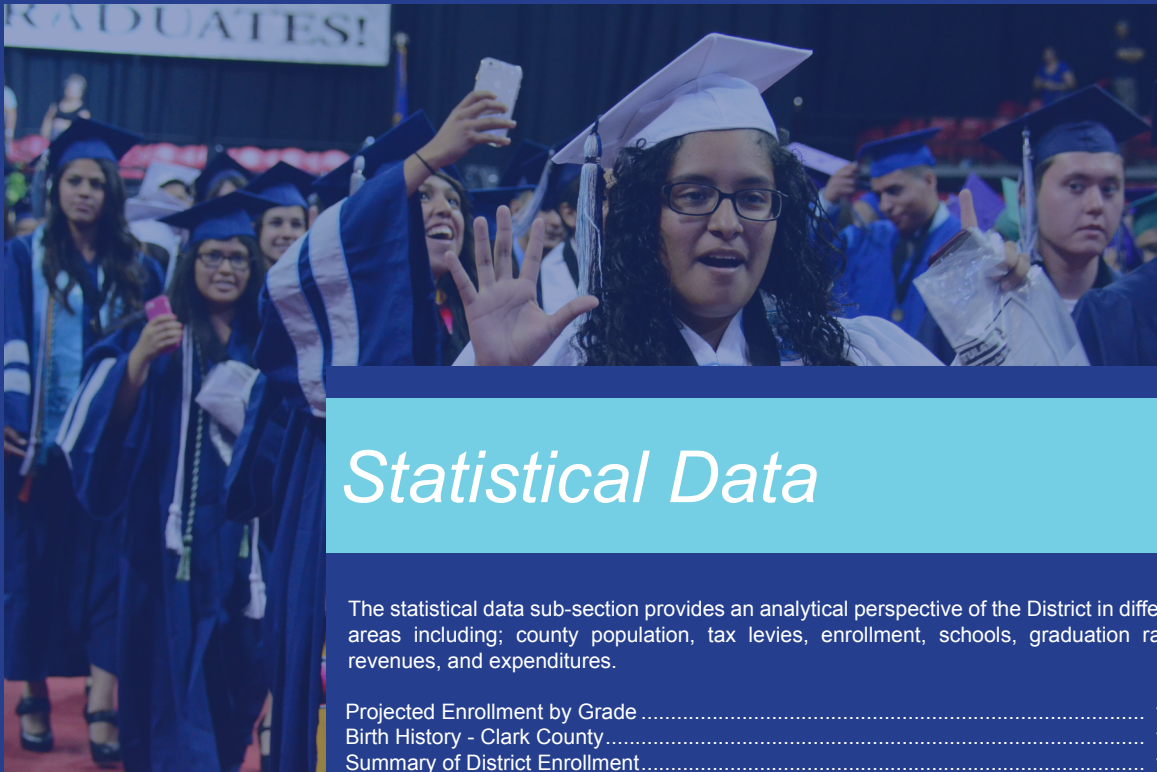 RADUATES!
Statistical Data
The statistical data sub-section provides an analytical perspective of the District in diffe
areas including; county population, tax levies, enrollment, schools, graduation ra
revenues, and expenditures.
Projected Enrollment by Grade ......................................................................................
Birth History - Clark County............................................................................................
Summary of District Enrollment......................................................................................